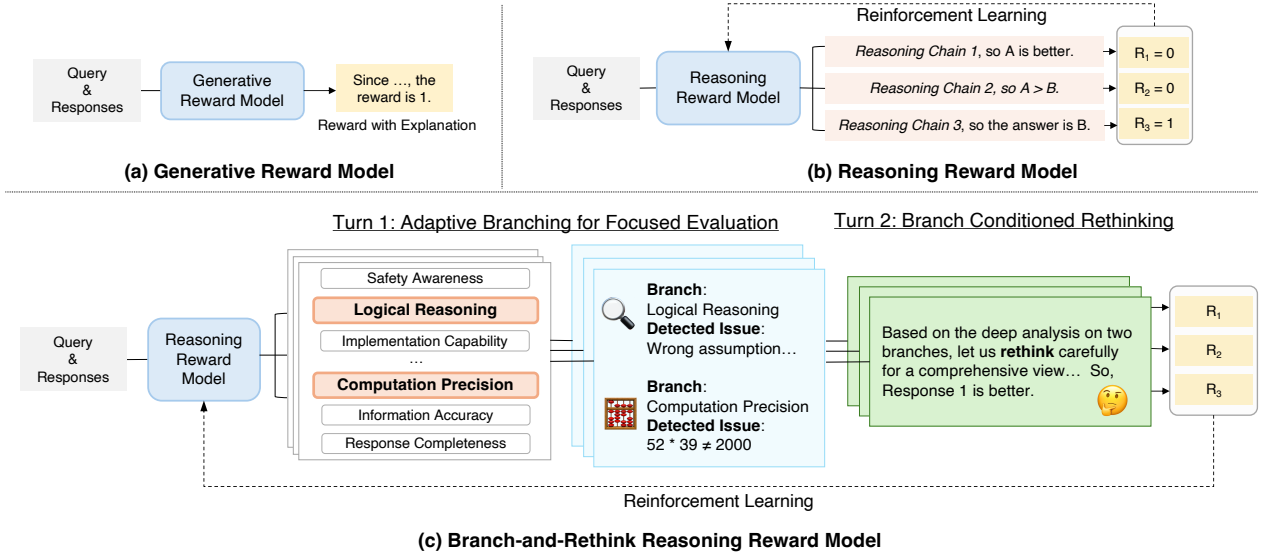 Query
&
Responses
Generative
Reward Model
Since ..., the
reward is 1.
Reward with Explanation
(a) Generative Reward Model
Reinforcement Learning
Query
&
Responses
Reasoning
Reward Model
Reasoning Chain 1, so A is better.
Reasoning Chain 2, so A > B.
Reasoning Chain 3, so the answer is B.
R₁ = 0
R₂ = 0
R₃ = 1
(b) Reasoning Reward Model
Turn 1: Adaptive Branching for Focused Evaluation
Turn 2: Branch Conditioned Rethinking
Query
&
Responses
Reasoning
Reward
Model
Safety Awareness
Logical Reasoning
Implementation Capability
...
Computation Precision
Information Accuracy
Response Completeness
Branch:
Logical Reasoning
Detected Issue:
Wrong assumption...
Branch:
Computation Precision
Detected Issue:
52 * 39 ≠ 2000
Based on the deep analysis on two
branches, let us rethink carefully
for a comprehensive view... So,
Response 1 is better.
R₁
R₂
R₃
Reinforcement Learning
(c) Branch-and-Rethink Reasoning Reward Model